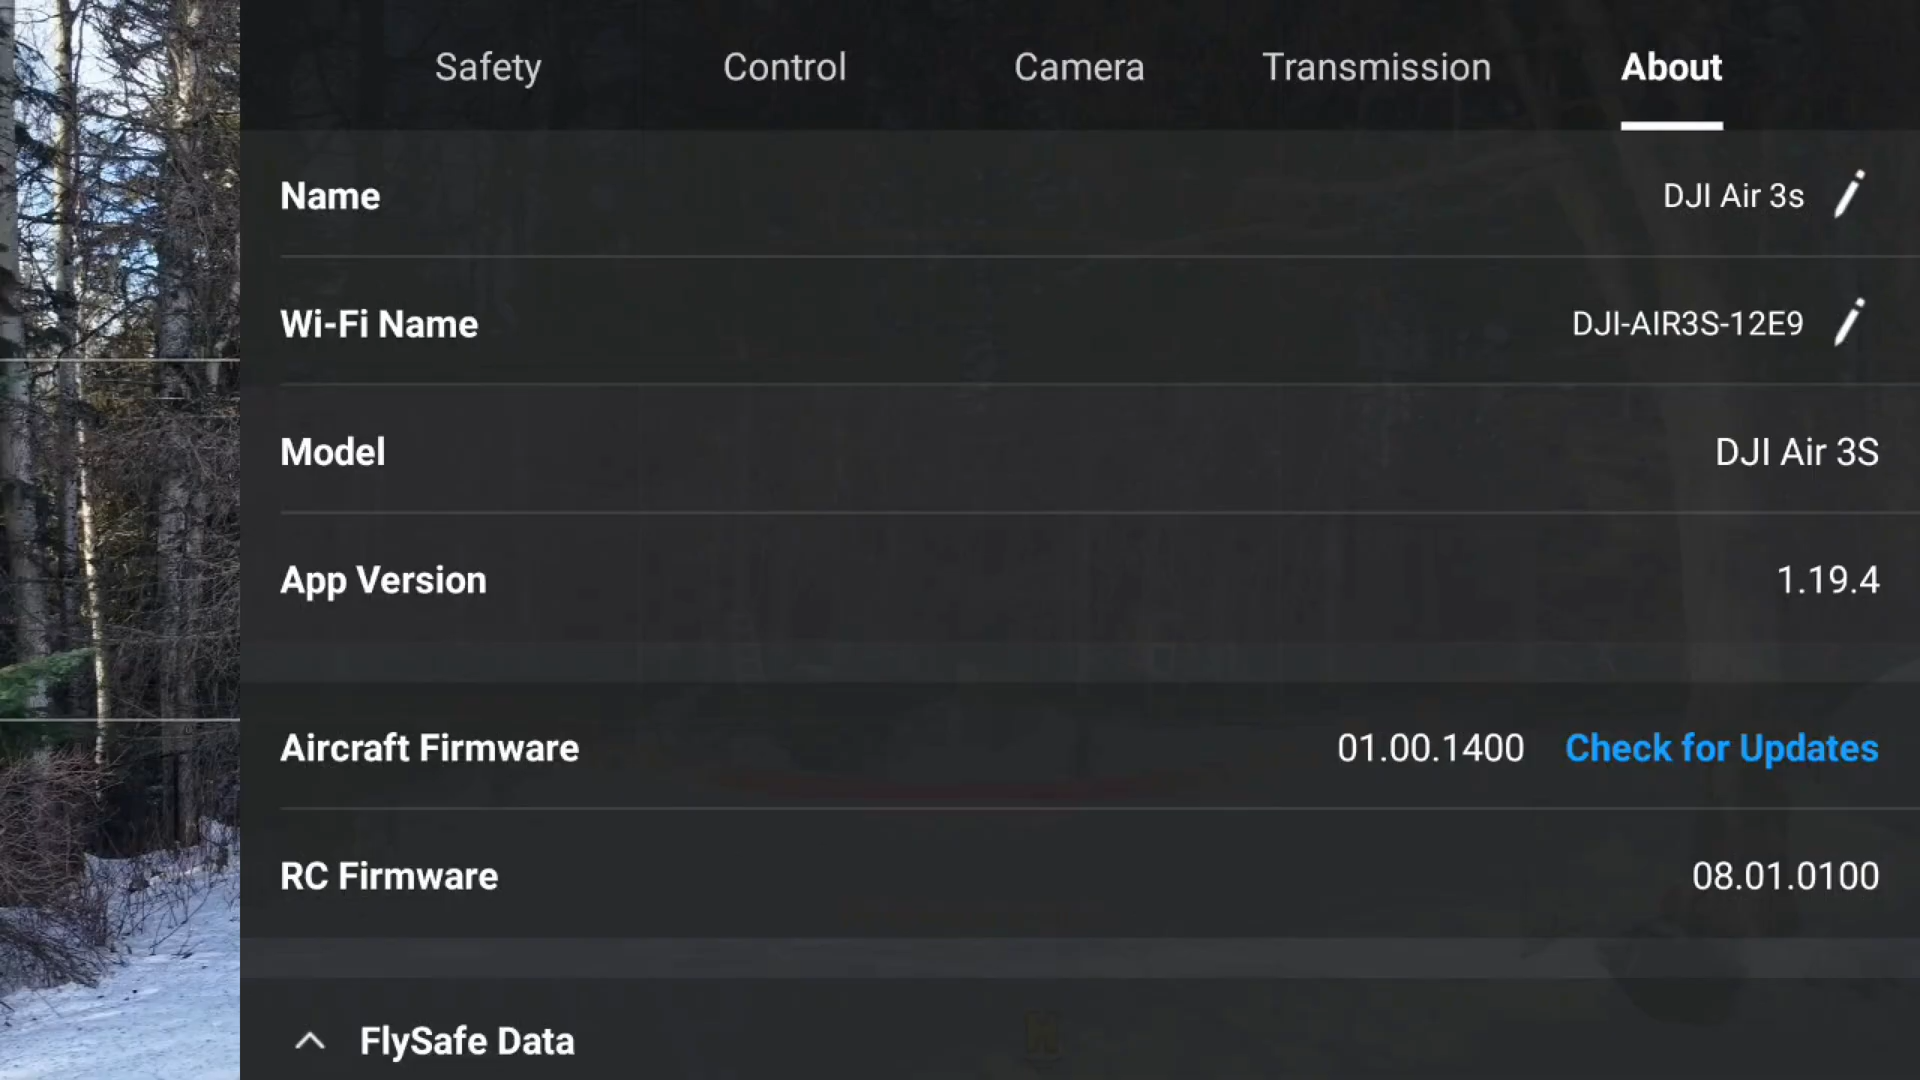 Safety Control Camera Transmission About
Name DJI Air 3s
Wi-Fi Name DJI-AIR3S-12E9
Model DJI Air 3S
App Version 1.19.4
Aircraft Firmware 01.00.1400 Check for Updates
RC Firmware 08.01.0100
FlySafe Data